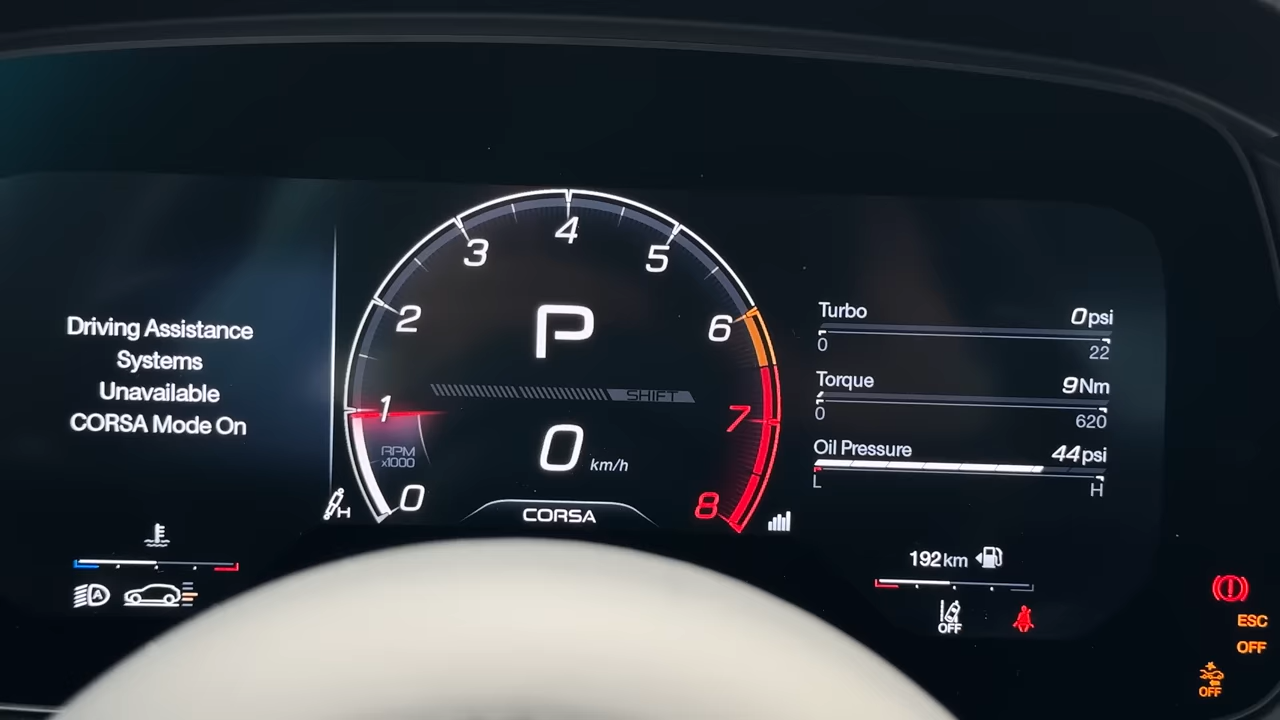 Driving Assistance
Systems
Unavailable
CORSA Mode On
0
1
2
3
4
5
6
7
8
RPM
x1000
P
SHIFT
0 km/h
CORSA
H
Turbo 0 psi
0 22
Torque 9 Nm
0 620
Oil Pressure 44 psi
L H
192 km
A
OFF
ESC
OFF
OFF